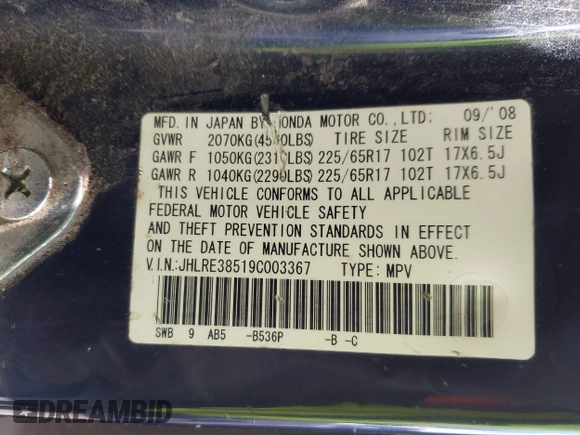 MFD. IN JAPAN BY HONDA MOTOR CO., LTD: 09/'08
GVWR 2070KG( LBS) TIRE SIZE RIM SIZE
GAWR F 1050KG( LBS) 225/65R17 102T 17X6.5J
GAWR R 1040KG(2290LBS) 225/65R17 102T 17X6.5J
THIS VEHICLE CONFORMS TO ALL APPLICABLE
FEDERAL MOTOR VEHICLE SAFETY
AND THEFT PREVENTION STANDARDS IN EFFECT
ON THE DATE OF MANUFACTURE SHOWN ABOVE.
V.I.N.:JHLRE38519C003367 TYPE: MPV
SWB 9 AB5 -B536P -B -C
DREAMBID